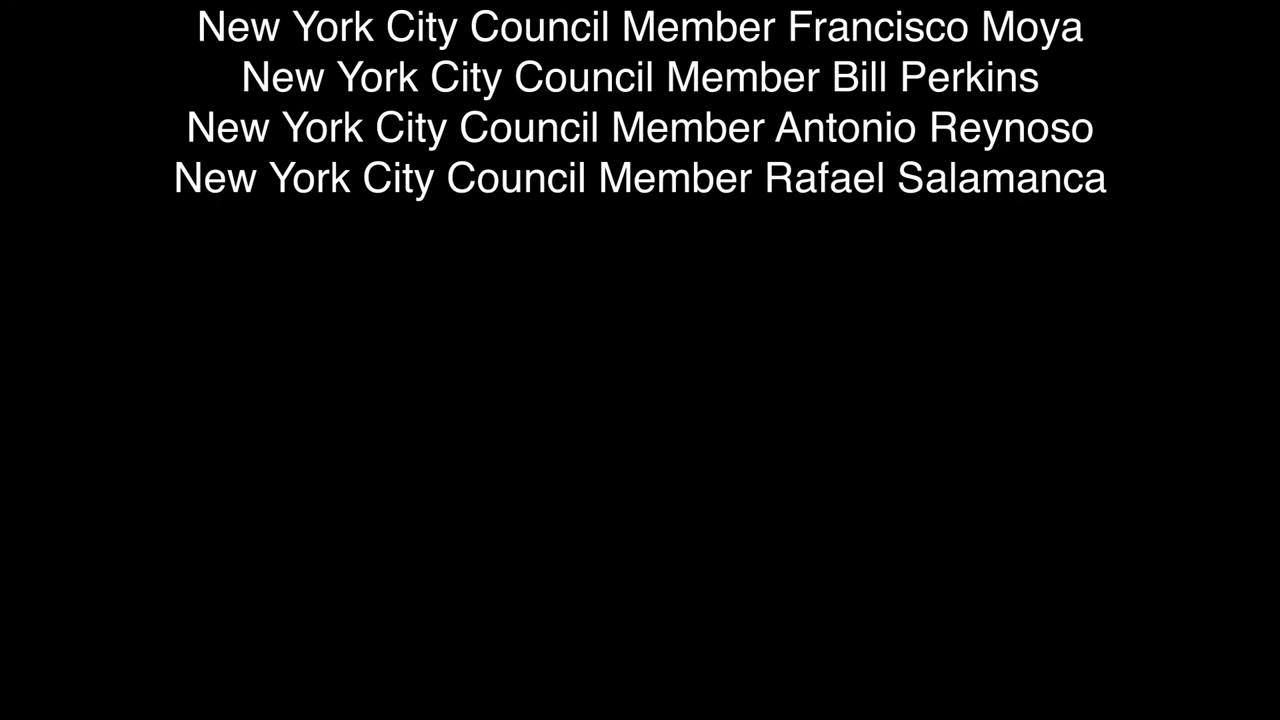 New York City Council Member Francisco Moya
New York City Council Member Bill Perkins
New York City Council Member Antonio Reynoso
New York City Council Member Rafael Salamanca